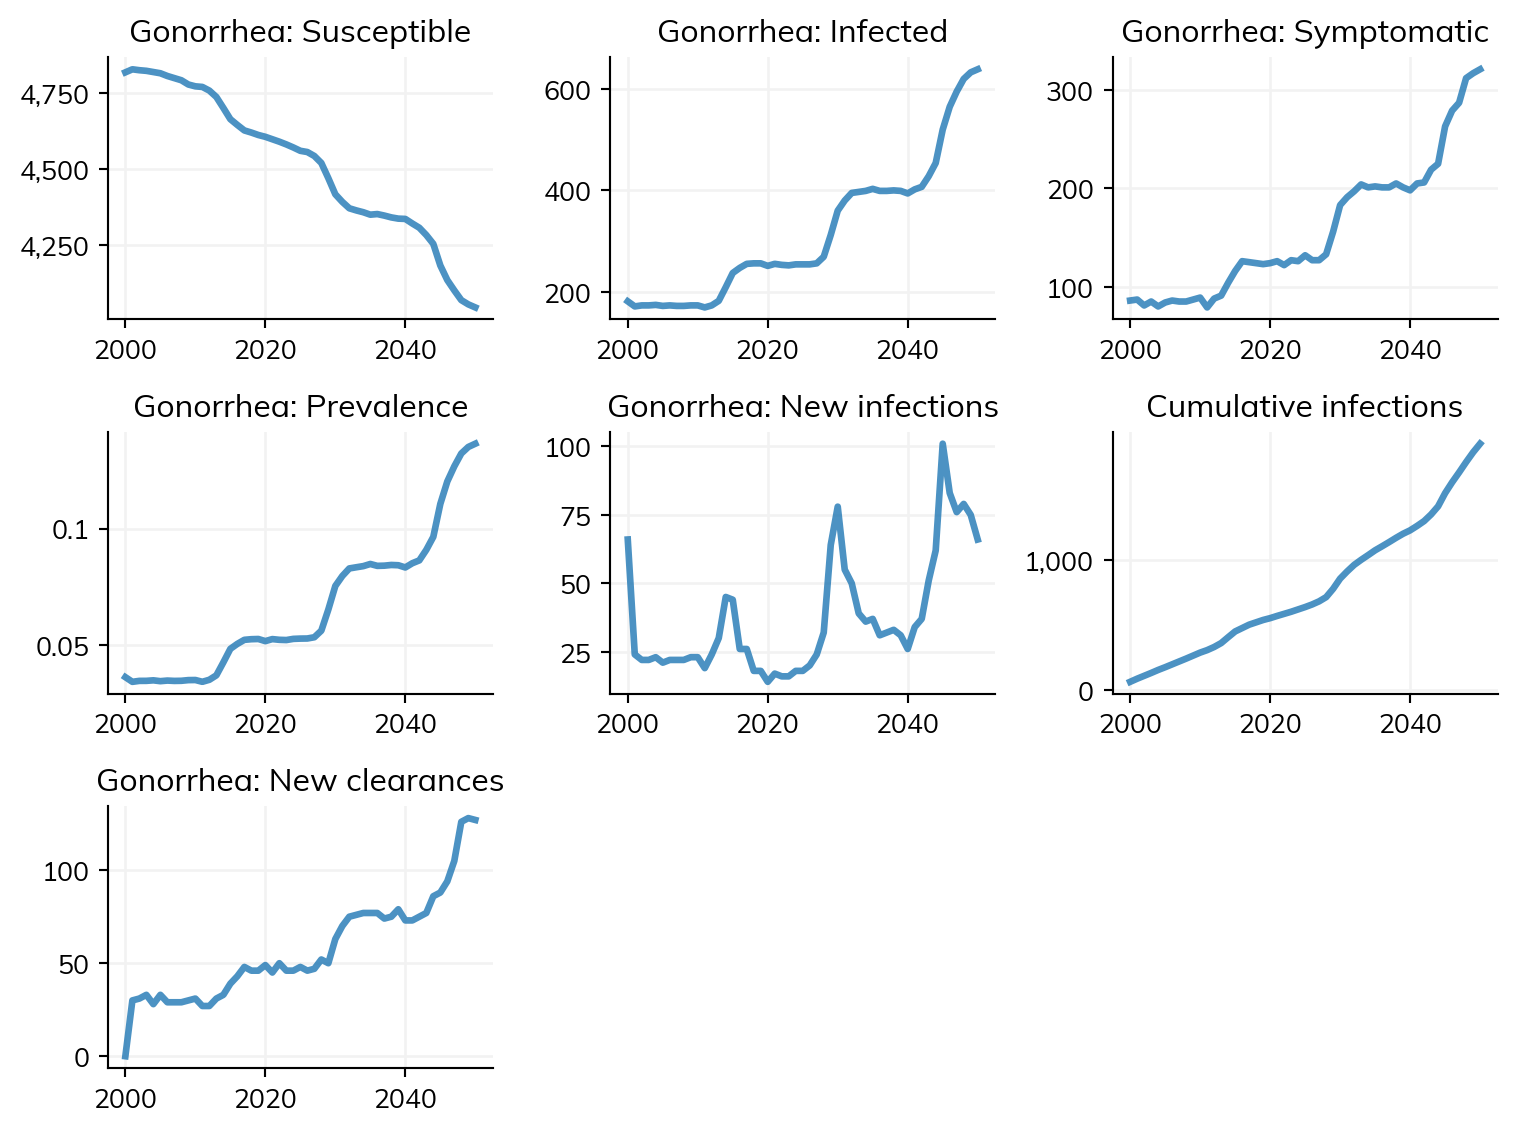 Gonorrhea: Susceptible
4,750
4,500
4,250
2000 2020 2040
Gonorrhea: Infected
600
400
200
2000 2020 2040
Gonorrhea: Symptomatic
300
200
100
2000 2020 2040
Gonorrhea: Prevalence
0.1
0.05
2000 2020 2040
Gonorrhea: New infections
100
75
50
25
2000 2020 2040
Cumulative infections
1,000
0
2000 2020 2040
Gonorrhea: New clearances
100
50
0
2000 2020 2040